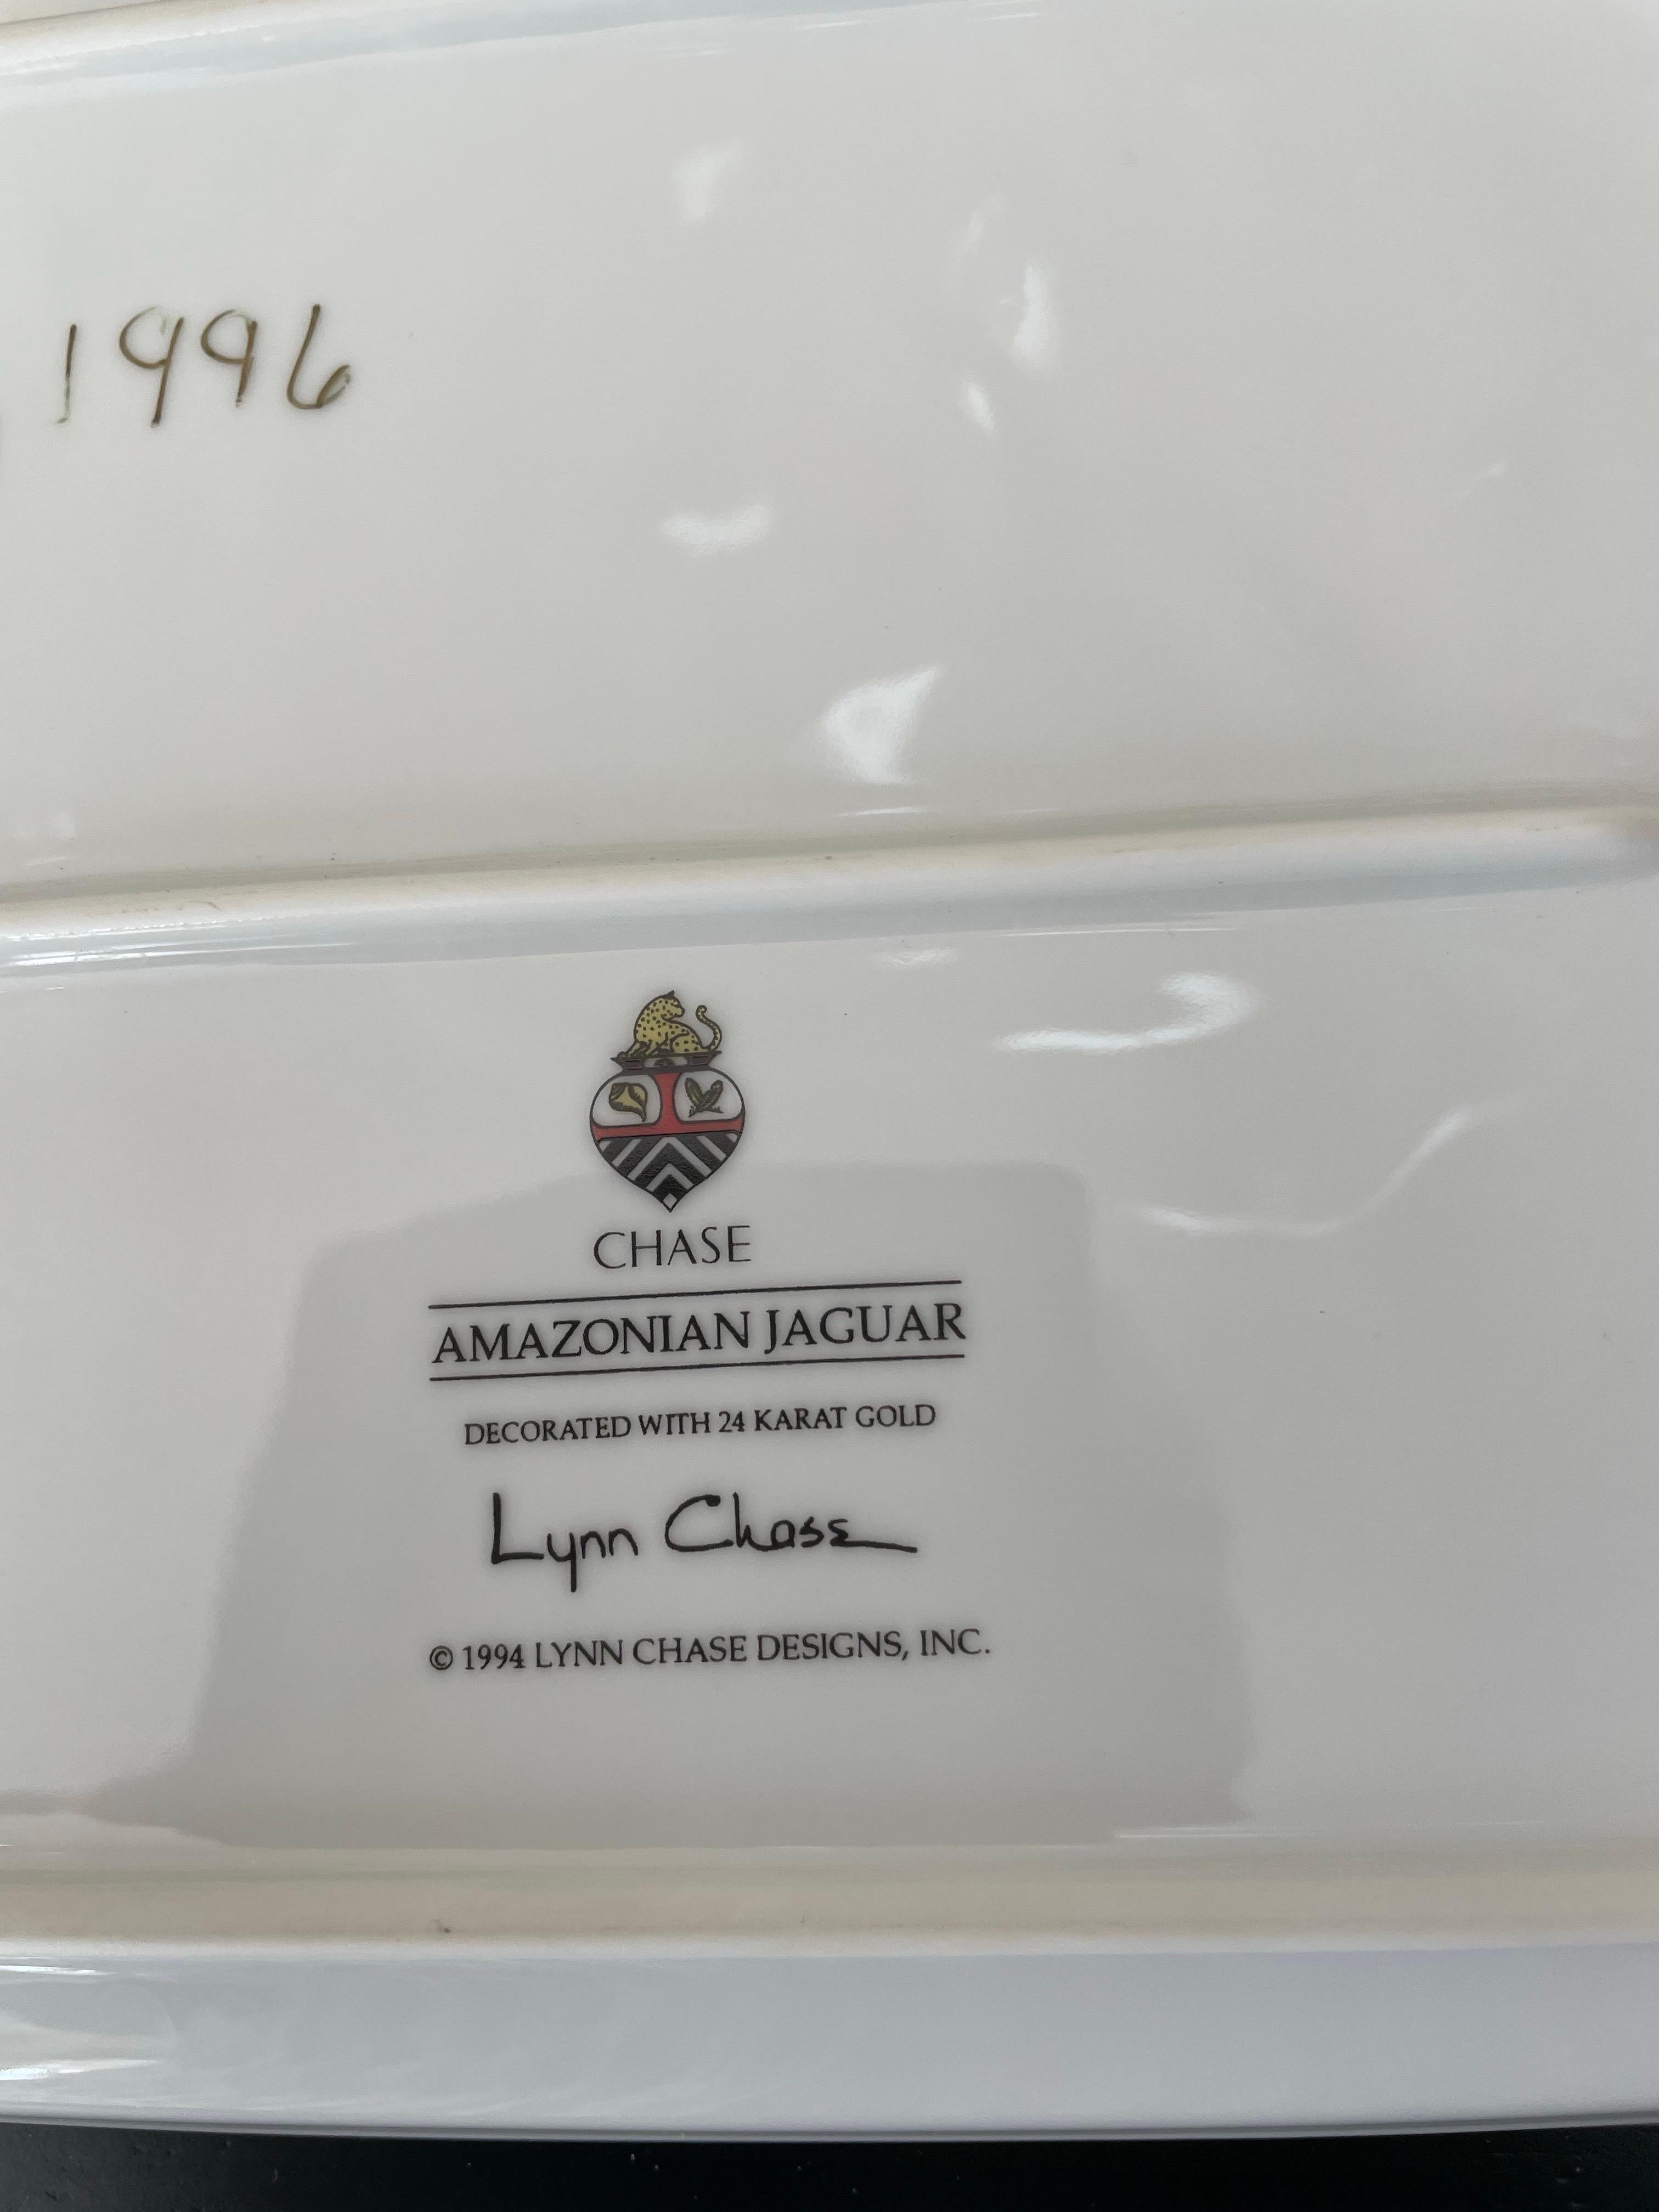 1996
CHASE
AMAZONIAN JAGUAR
DECORATED WITH 24 KARAT GOLD
Lynn Chase
© 1994 LYNN CHASE DESIGNS, INC.